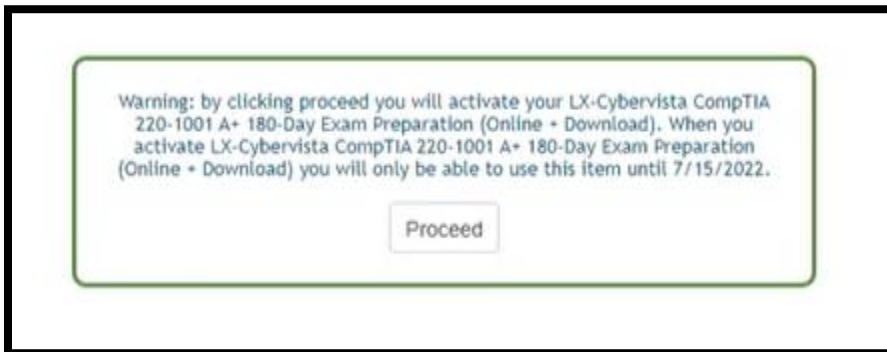 Warning: by clicking proceed you will activate your LX-Cybervista CompTIA
220-1001 A+ 180-Day Exam Preparation (Online + Download). When you
activate LX-Cybervista CompTIA 220-1001 A+ 180-Day Exam Preparation
(Online + Download) you will only be able to use this item until 7/15/2022.
Proceed